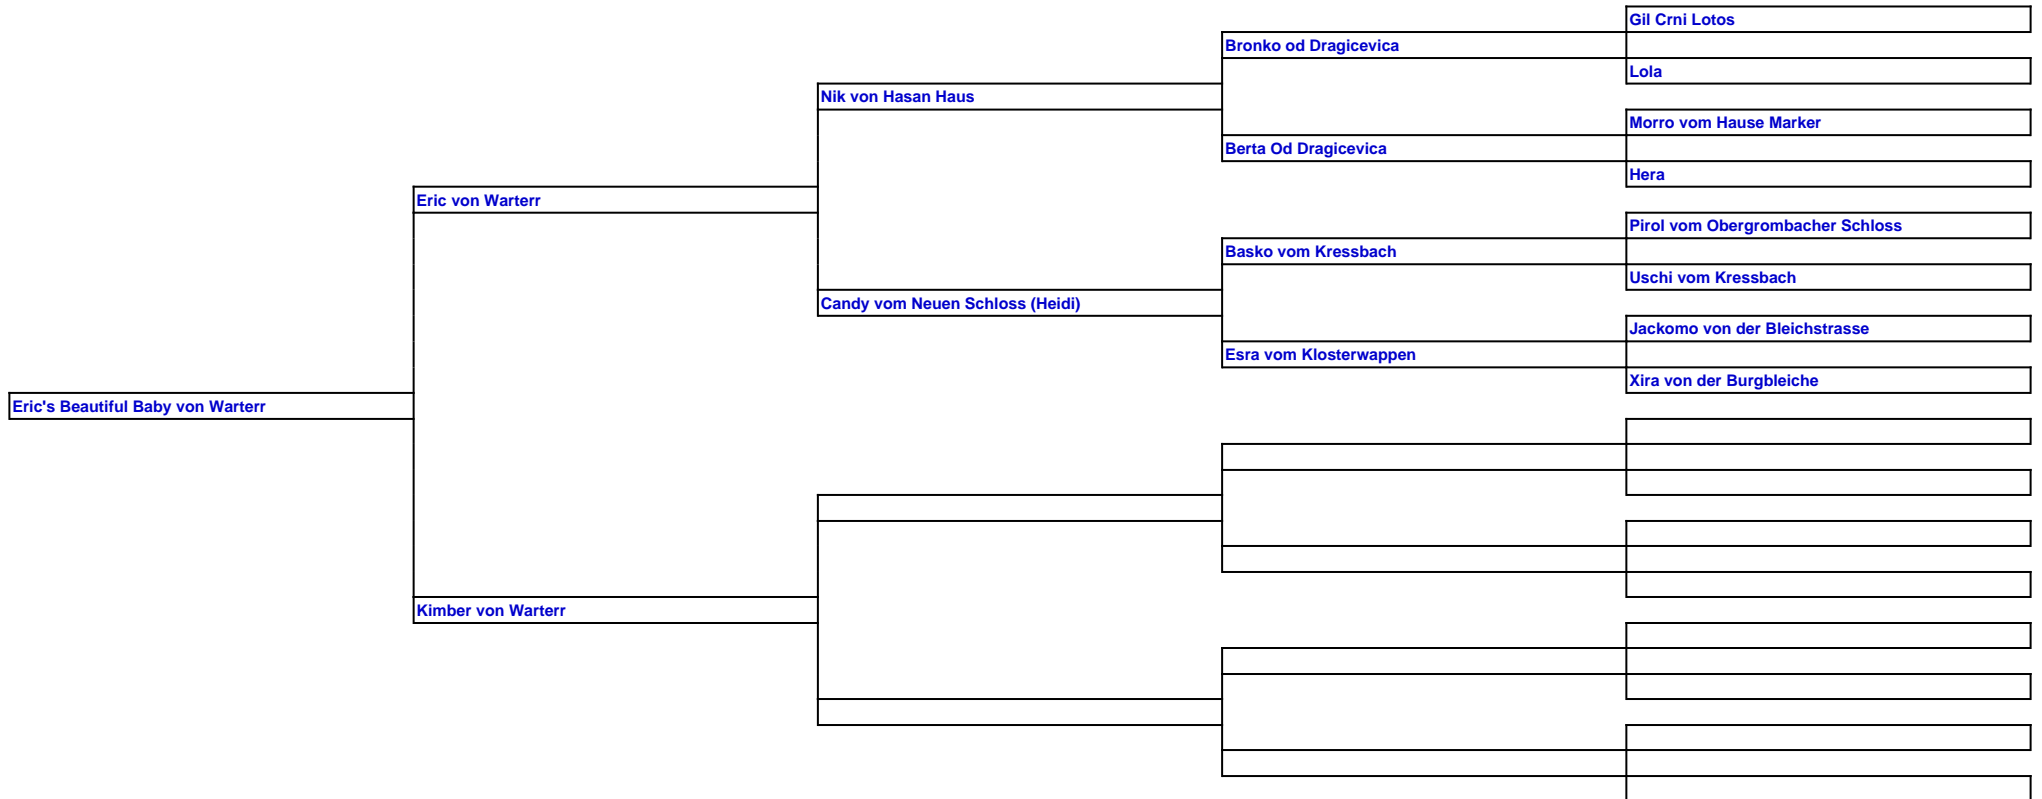 Gil Crni Lotos
Bronko od Dragicevica
Lola
Nik von Hasan Haus
Morro vom Hause Marker
Berta Od Dragicevica
Hera
Eric von Warterr
Pirol vom Obergrombacher Schloss
Basko vom Kressbach
Uschi vom Kressbach
Candy vom Neuen Schloss (Heidi)
Jackomo von der Bleichstrasse
Esra vom Klosterwappen
Xira von der Burgbleiche
Eric's Beautiful Baby von Warterr
Kimber von Warterr